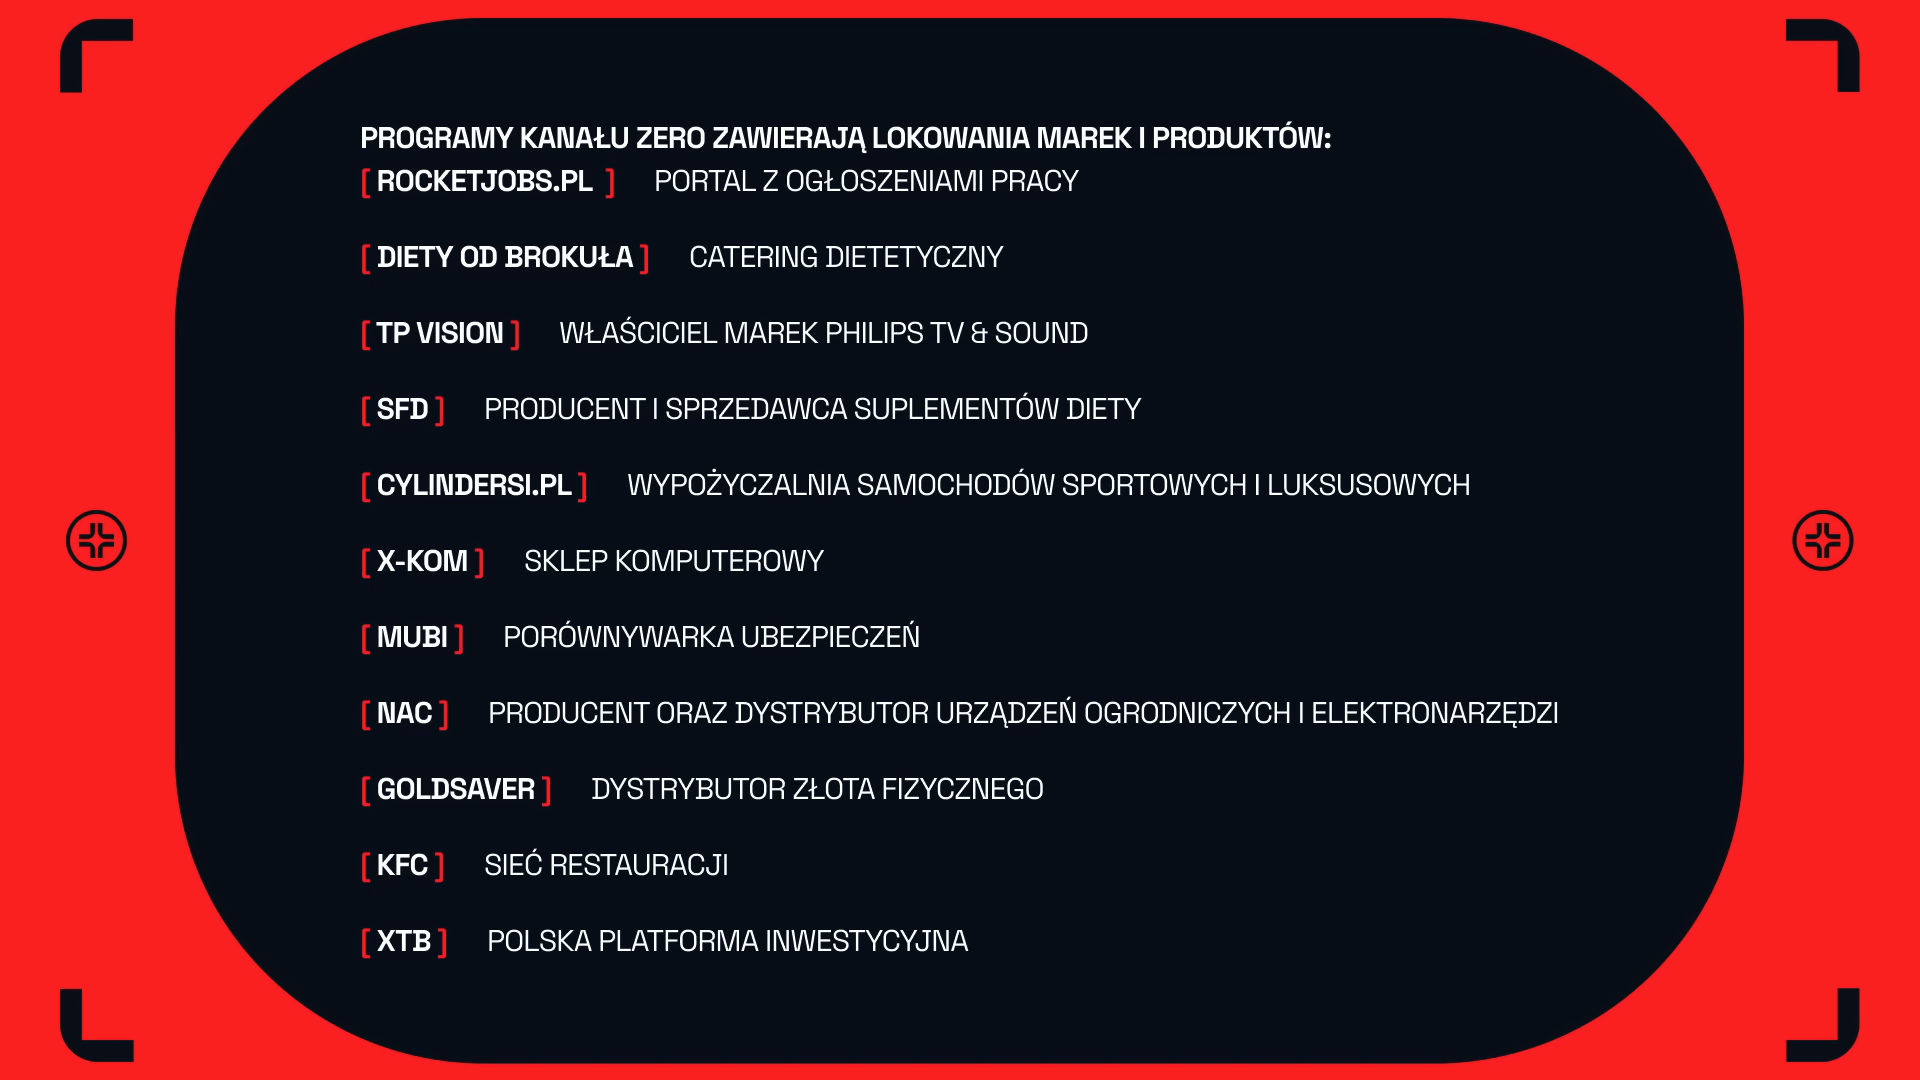 PROGRAMY KANAŁU ZERO ZAWIERAJĄ LOKOWANIA MAREK I PRODUKTÓW:
[ ROCKETJOBS.PL ] PORTAL Z OGŁOSZENIAMI PRACY
[ DIETY OD BROKUŁA ] CATERING DIETETYCZNY
[ TP VISION ] WŁAŚCICIEL MAREK PHILIPS TV & SOUND
[ SFD ] PRODUCENT I SPRZEDAWCA SUPLEMENTÓW DIETY
[ CYLINDERSI.PL ] WYPOŻYCZALNIA SAMOCHODÓW SPORTOWYCH I LUKSUSOWYCH
[ X-KOM ] SKLEP KOMPUTEROWY
[ MUBI ] PORÓWNYWARKA UBEZPIECZEŃ
[ NAC ] PRODUCENT ORAZ DYSTRYBUTOR URZĄDZEŃ OGRODNICZYCH I ELEKTRONARZĘDZI
[ GOLDSAVER ] DYSTRYBUTOR ZŁOTA FIZYCZNEGO
[ KFC ] SIEĆ RESTAURACJI
[ XTB ] POLSKA PLATFORMA INWESTYCYJNA